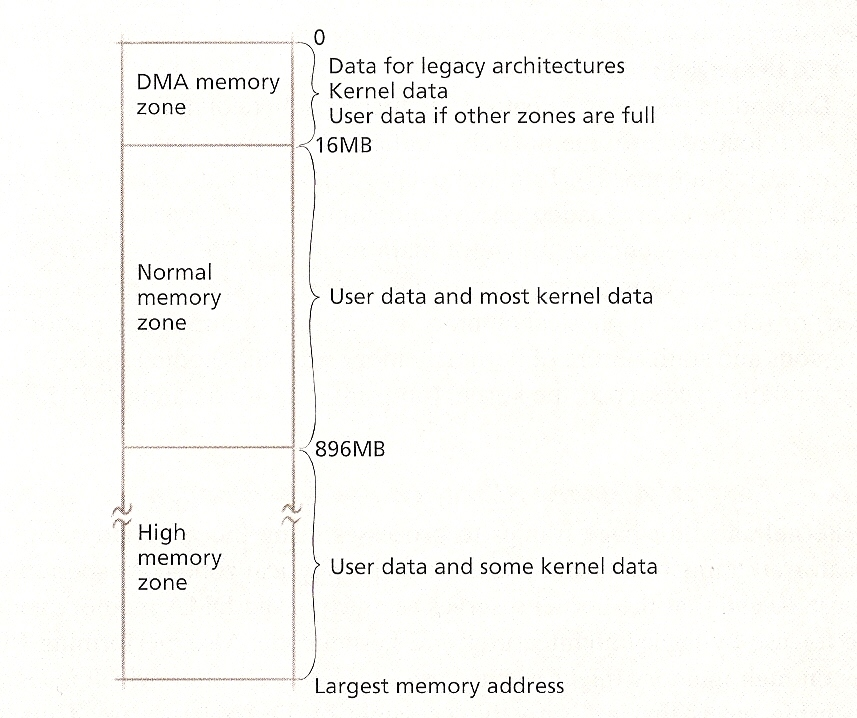 0
DMA memory
zone
Data for legacy architectures
Kernel data
User data if other zones are full
16MB
Normal
memory
zone
User data and most kernel data
896MB
High
memory
zone
User data and some kernel data
Largest memory address